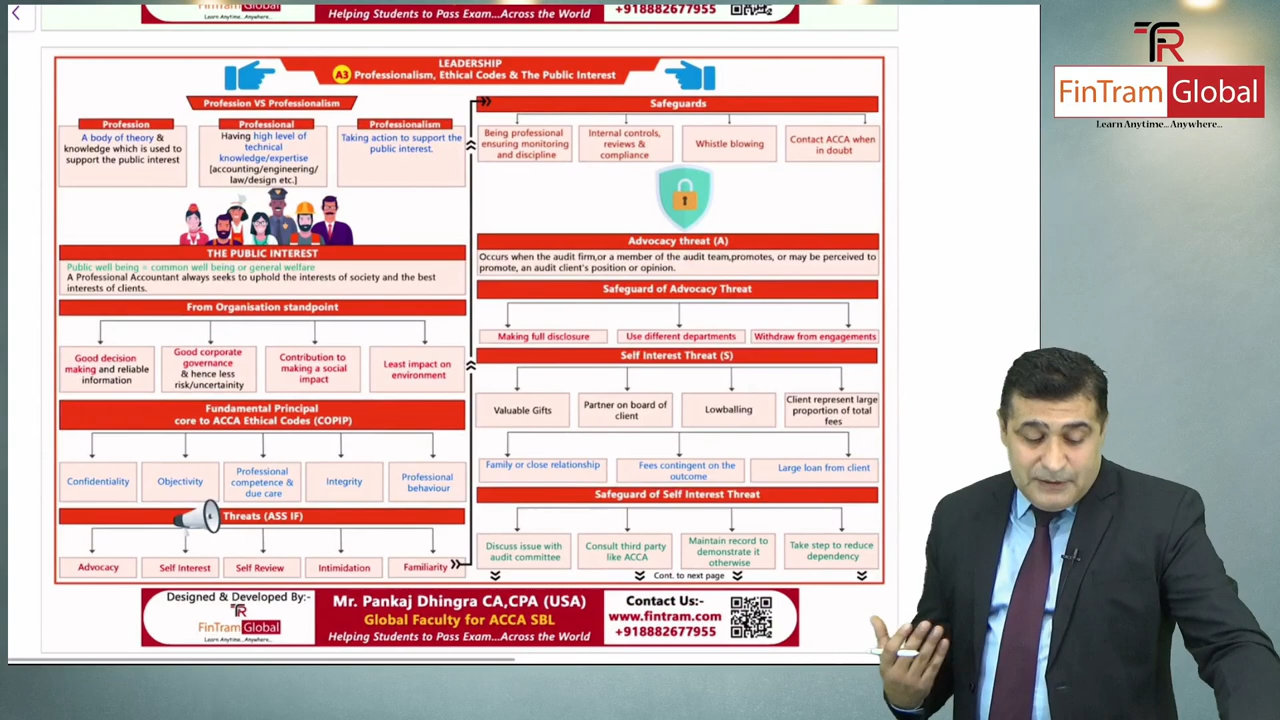 Learn Anytime...Anywhere...
Helping Students to Pass Exam...Across the World
+918882677955
LEADERSHIP
A3 Professionalism, Ethical Codes & The Public Interest
Profession VS Professionalism
Profession
A body of theory &
knowledge which is used to
support the public interest
Professional
Having high level of
technical
knowledge/expertise
[accounting/engineering/
law/design etc.]
Professionalism
Taking action to support the
public interest.
THE PUBLIC INTEREST
Public well being = common well being or general welfare
A Professional Accountant always seeks to uphold the interests of society and the best
interests of clients.
From Organisation standpoint
Good decision
making and reliable
information
Good corporate
governance
& hence less
risk/uncertainity
Contribution to
making a social
impact
Least impact on
environment
Fundamental Principal
core to ACCA Ethical Codes (COPIP)
Confidentiality
Objectivity
Professional
competence &
due care
Integrity
Professional
behaviour
Threats (ASS IF)
Advocacy
Self Interest
Self Review
Intimidation
Familiarity
Safeguards
Being professional
ensuring monitoring
and discipline
Internal controls,
reviews &
compliance
Whistle blowing
Contact ACCA when
in doubt
Advocacy threat (A)
Occurs when the audit firm,or a member of the audit team,promotes, or may be perceived to
promote, an audit client's position or opinion.
Safeguard of Advocacy Threat
Making full disclosure
Use different departments
Withdraw from engagements
Self Interest Threat (S)
Valuable Gifts
Partner on board of
client
Lowballing
Client represent large
proportion of total
fees
Family or close relationship
Fees contingent on the
outcome
Large loan from client
Safeguard of Self Interest Threat
Discuss issue with
audit committee
Consult third party
like ACCA
Maintain record to
demonstrate it
otherwise
Take step to reduce
dependency
Cont. to next page
Designed & Developed By:-
FinTram Global
Learn Anytime...Anywhere...
Mr. Pankaj Dhingra CA,CPA (USA)
Global Faculty for ACCA SBL
Helping Students to Pass Exam...Across the World
Contact Us:-
www.fintram.com
+918882677955
FinTram Global
Learn Anytime...Anywhere...